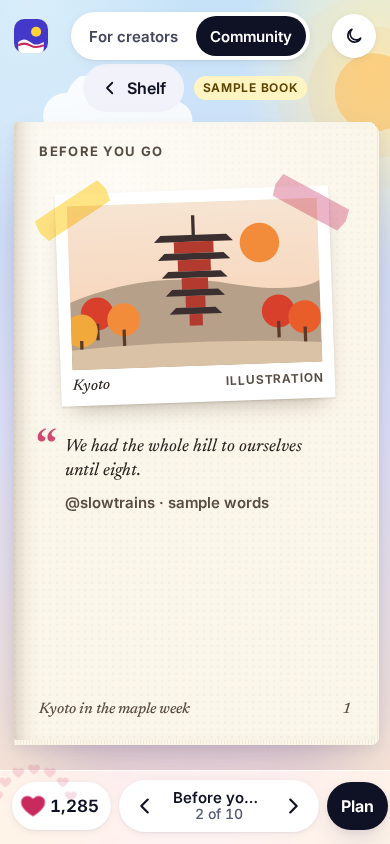 For creators
Community
Shelf
SAMPLE BOOK
BEFORE YOU GO
Kyoto
ILLUSTRATION
“ We had the whole hill to ourselves
until eight.
@slowtrains · sample words
Kyoto in the maple week
1
1,285
Before yo...
2 of 10
Plan